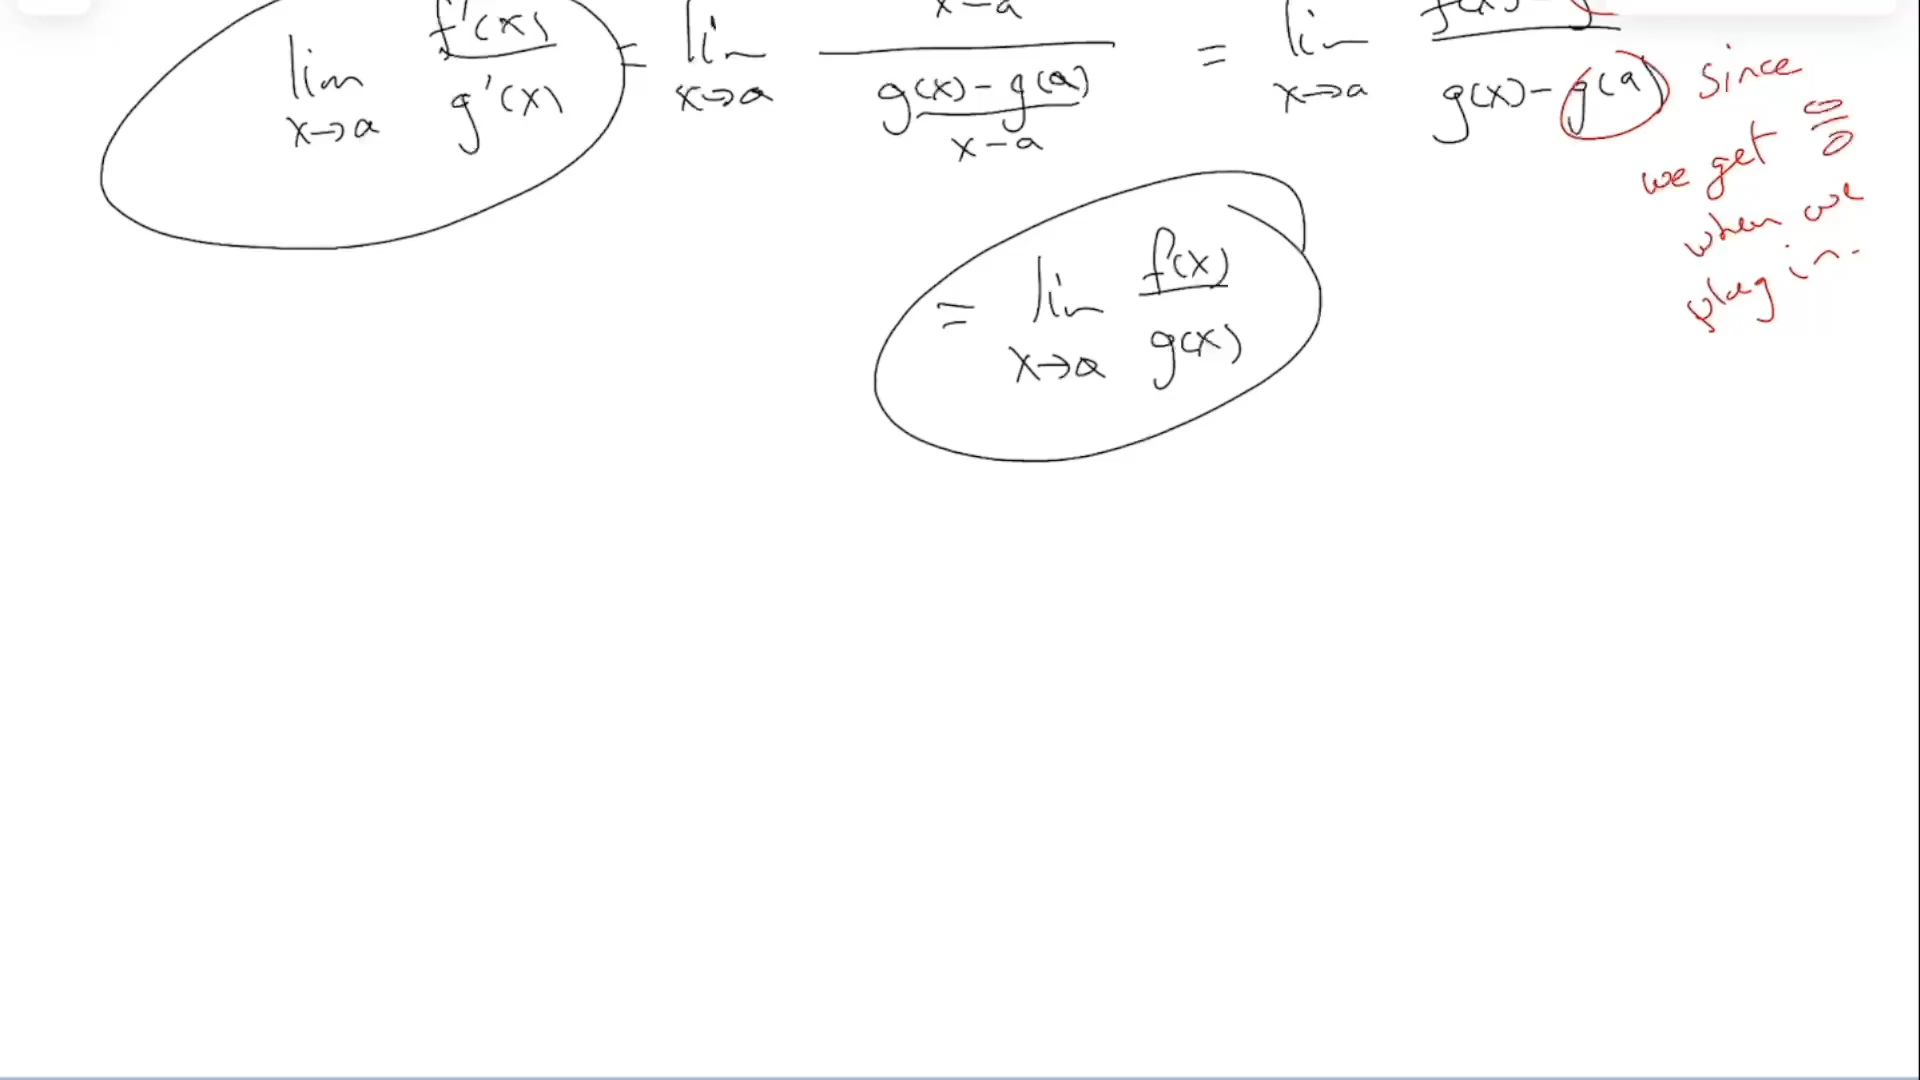 lim x→a f'(x)/g'(x) = lim x→a x-a / (g(x)-g(a))/(x-a) = lim x→a f(x)- / g(x)-g(a)
since
we get 0/0
when we
plug in.
= lim x→a f(x)/g(x)